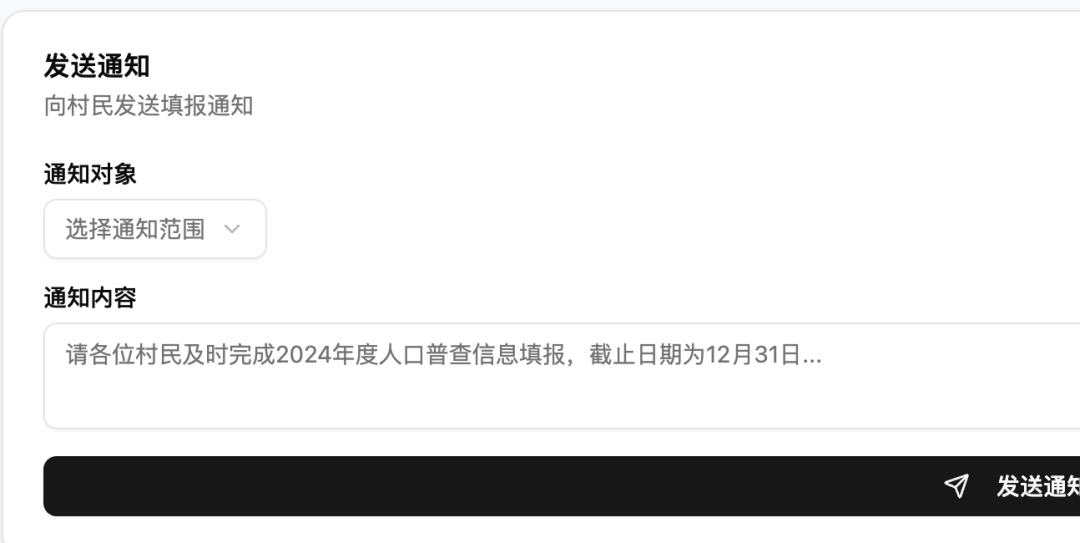 发送通知
向村民发送填报通知
通知对象
选择通知范围
通知内容
请各位村民及时完成2024年度人口普查信息填报，截止日期为12月31日...
发送通知